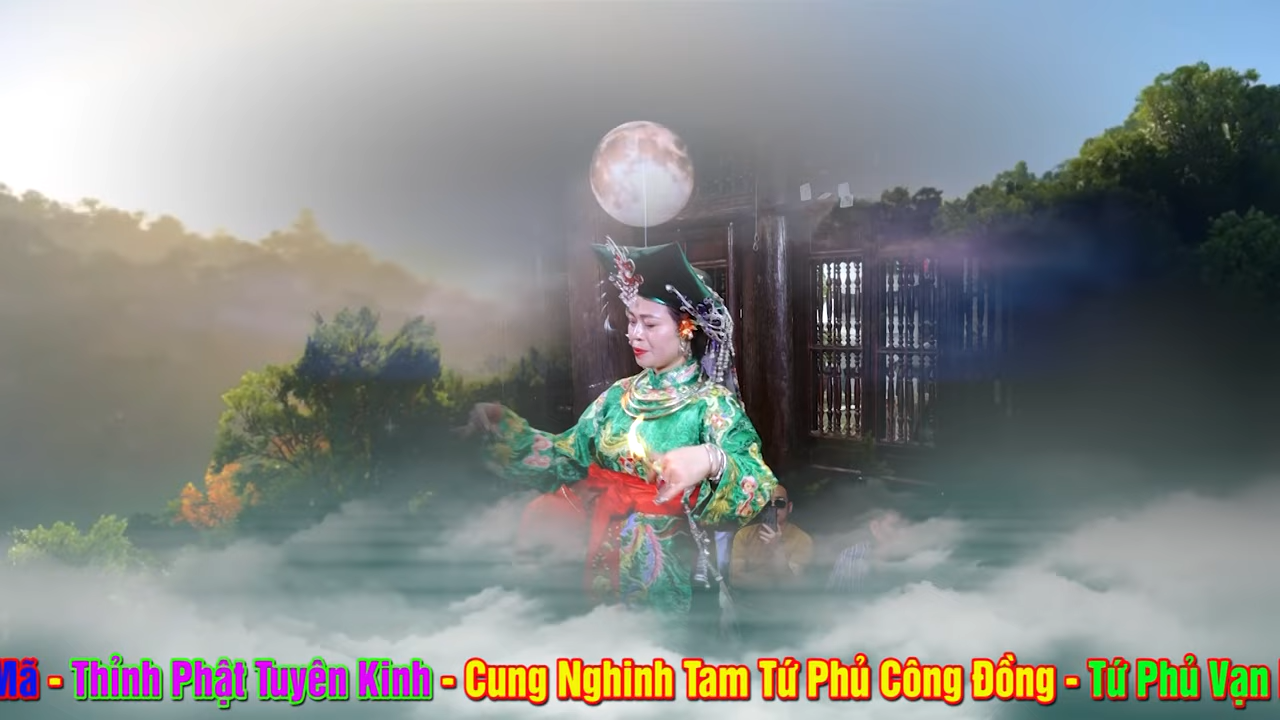 Mã - Thỉnh Phật Tuyên Kinh - Cung Nghinh Tam Tứ Phủ Công Đồng - Tứ Phủ Vạn